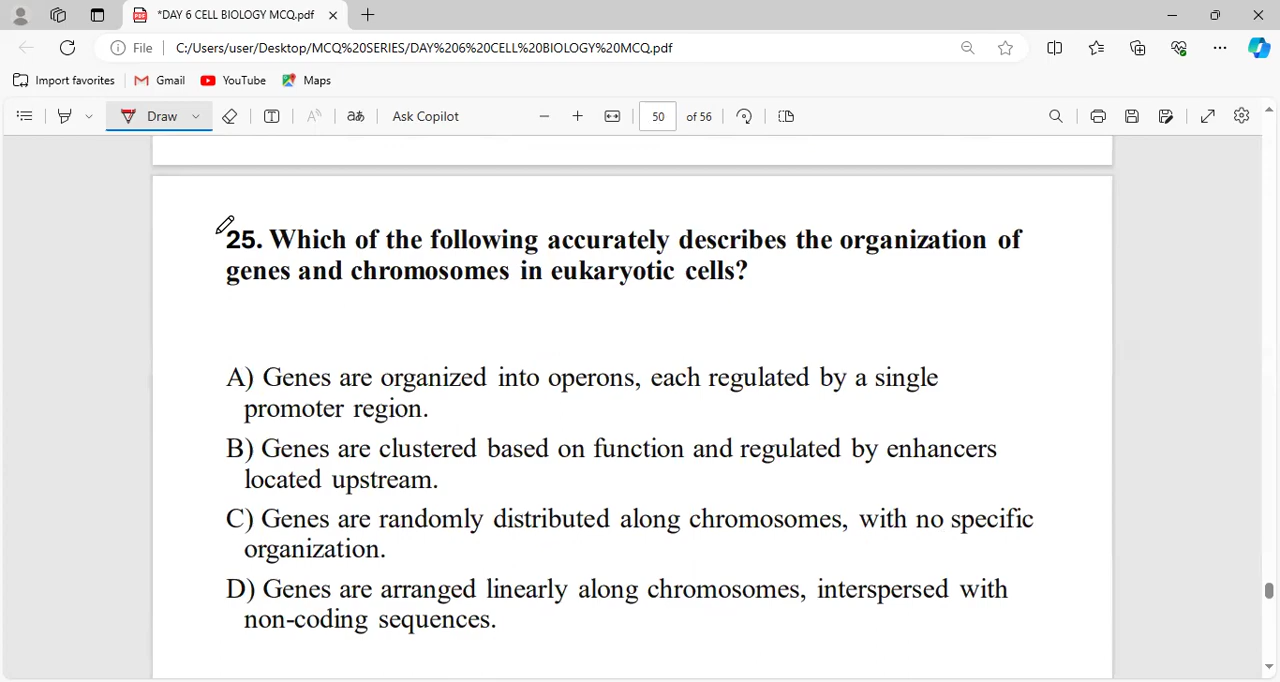 *DAY 6 CELL BIOLOGY MCQ.pdf
File C:/Users/user/Desktop/MCQ%20SERIES/DAY%206%20CELL%20BIOLOGY%20MCQ.pdf
Import favorites Gmail YouTube Maps
Draw aあ Ask Copilot 50 of 56
25. Which of the following accurately describes the organization of
genes and chromosomes in eukaryotic cells?
A) Genes are organized into operons, each regulated by a single
promoter region.
B) Genes are clustered based on function and regulated by enhancers
located upstream.
C) Genes are randomly distributed along chromosomes, with no specific
organization.
D) Genes are arranged linearly along chromosomes, interspersed with
non-coding sequences.